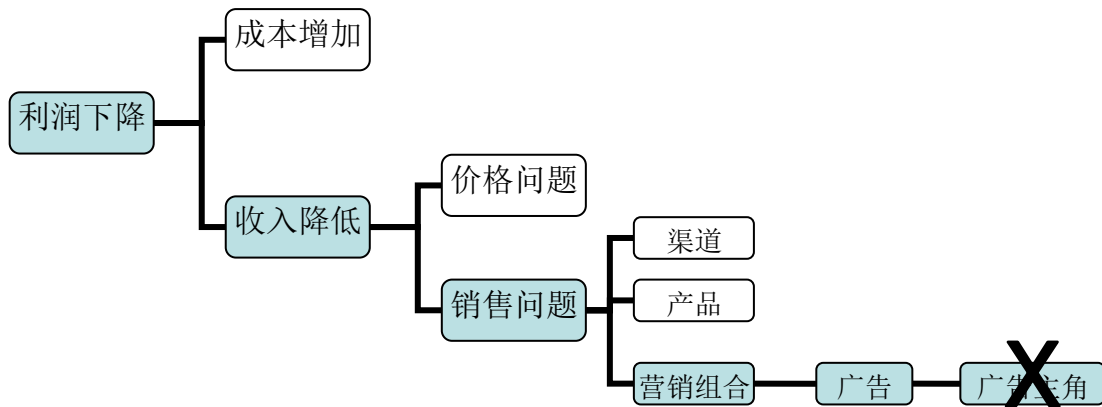 成本增加
利润下降
价格问题
收入降低
渠道
销售问题
产品
营销组合
广告
广告主角
X